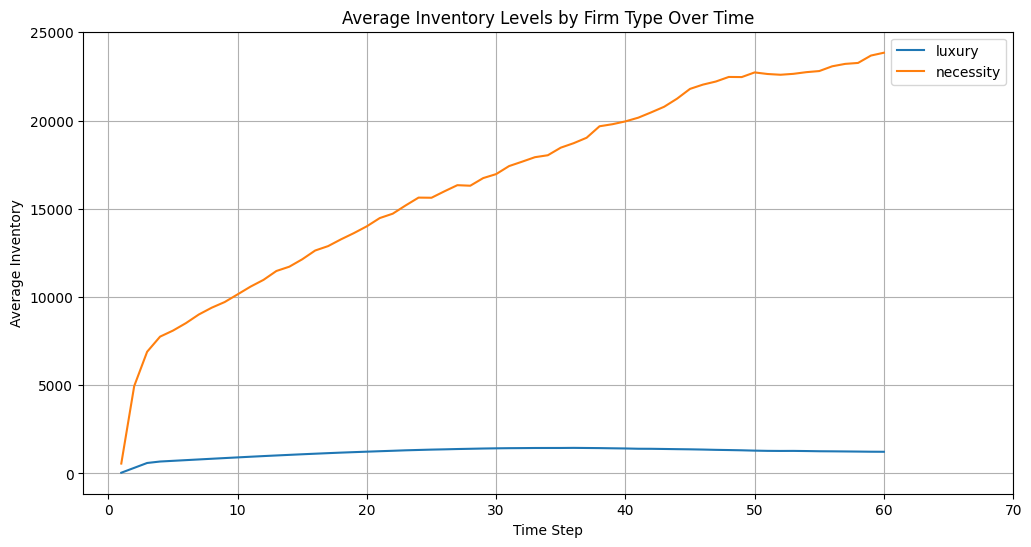 Average Inventory Levels by Firm Type Over Time
25000
20000
15000
10000
5000
0
Average Inventory
luxury
necessity
0 10 20 30 40 50 60 70
Time Step